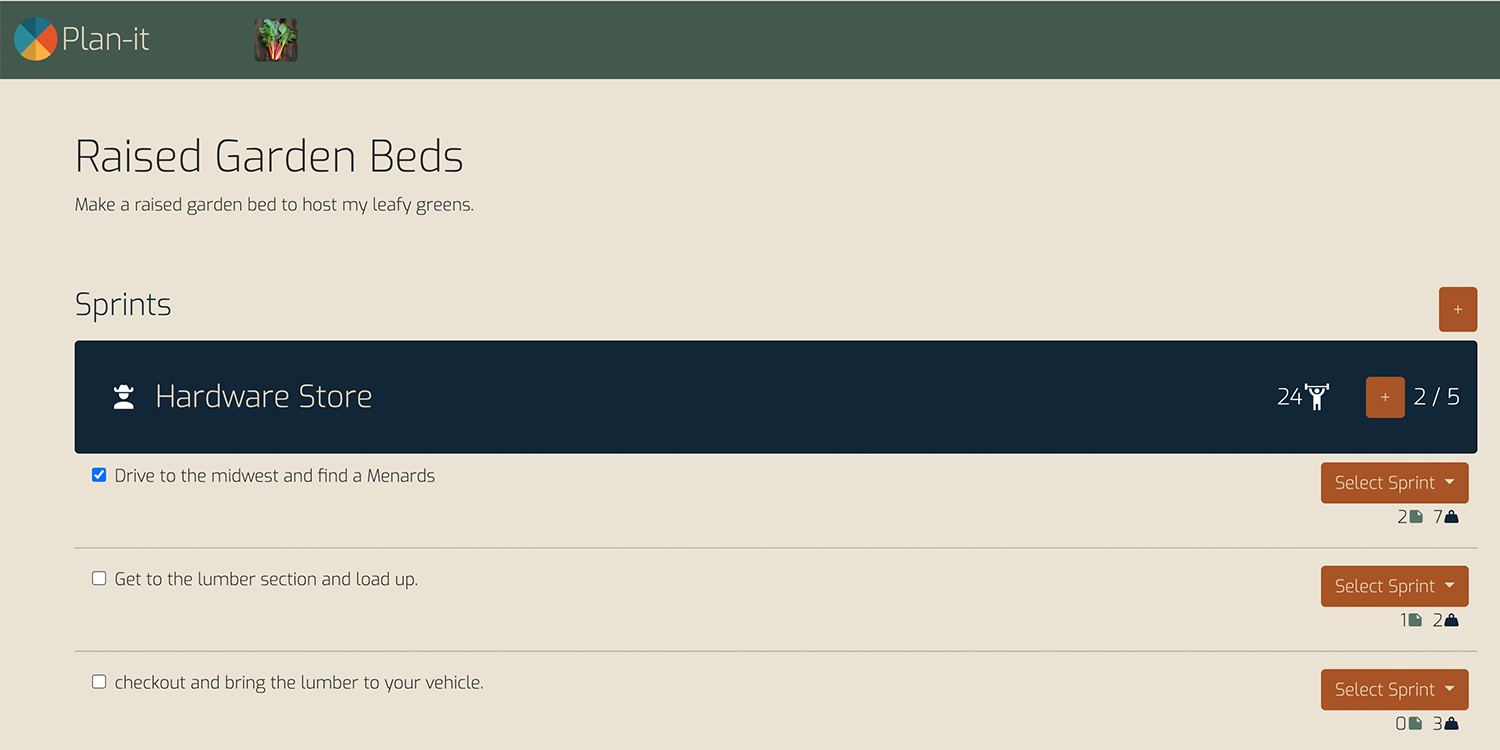 Plan-it
Raised Garden Beds
Make a raised garden bed to host my leafy greens.
Sprints
+
Hardware Store 24 + 2 / 5
Drive to the midwest and find a Menards Select Sprint
2 7
Get to the lumber section and load up. Select Sprint
1 2
checkout and bring the lumber to your vehicle. Select Sprint
0 3